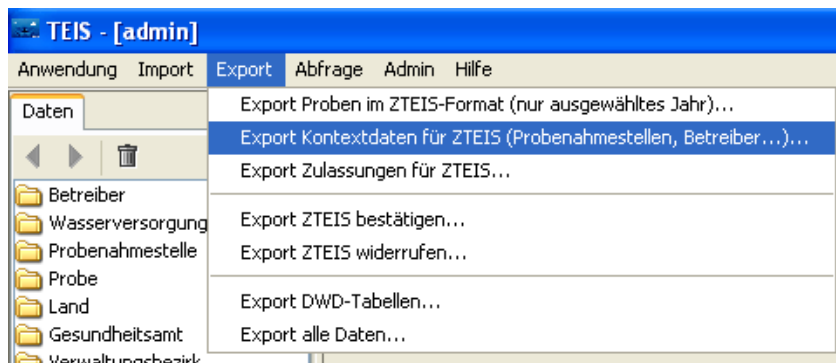 TEIS - [admin]
Anwendung Import Export Abfrage Admin Hilfe
Daten
Export Proben im ZTEIS-Format (nur ausgewähltes Jahr)...
Export Kontextdaten für ZTEIS (Probenahmestellen, Betreiber...)...
Export Zulassungen für ZTEIS...
Export ZTEIS bestätigen...
Export ZTEIS widerrufen...
Export DWD-Tabellen...
Export alle Daten...
Betreiber
Wasserversorgung
Probenahmestelle
Probe
Land
Gesundheitsamt
Verwaltungsbezirk